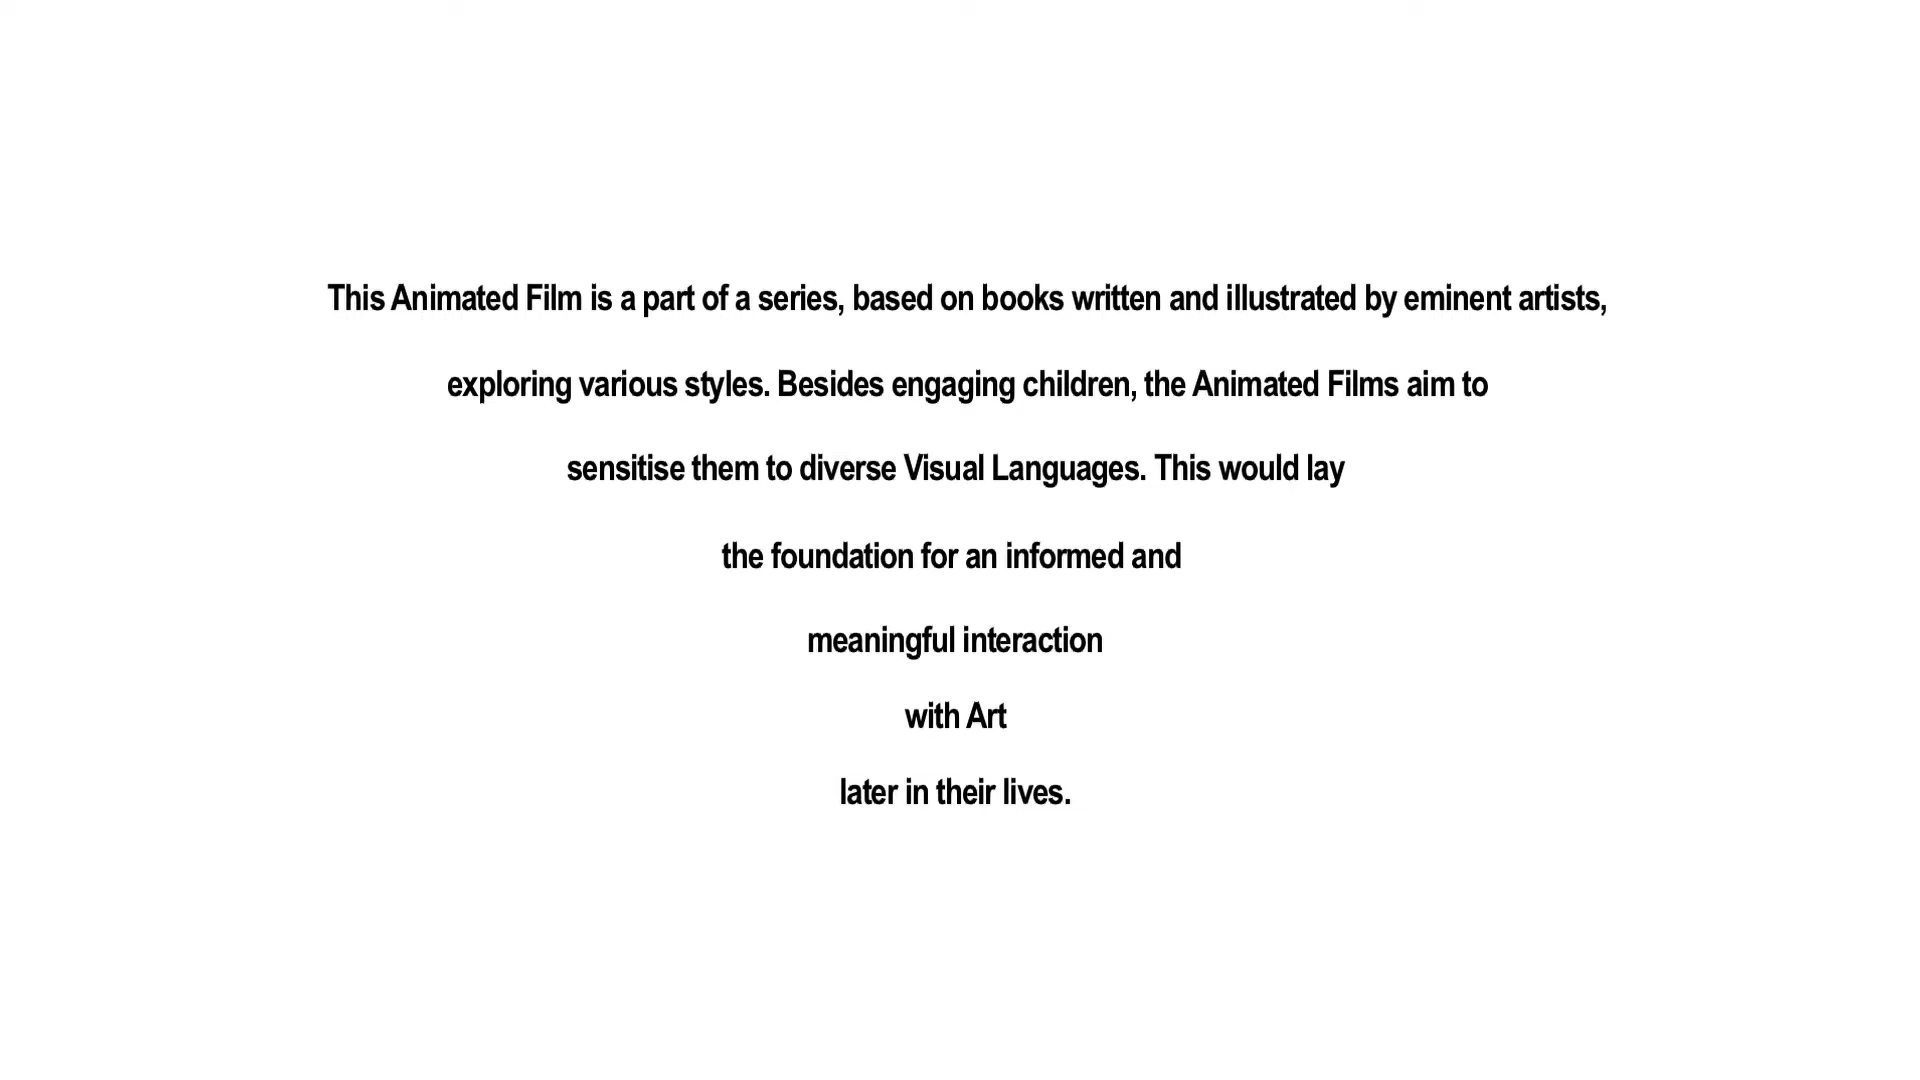 This Animated Film is a part of a series, based on books written and illustrated by eminent artists,
exploring various styles. Besides engaging children, the Animated Films aim to
sensitise them to diverse Visual Languages. This would lay
the foundation for an informed and
meaningful interaction
with Art
later in their lives.